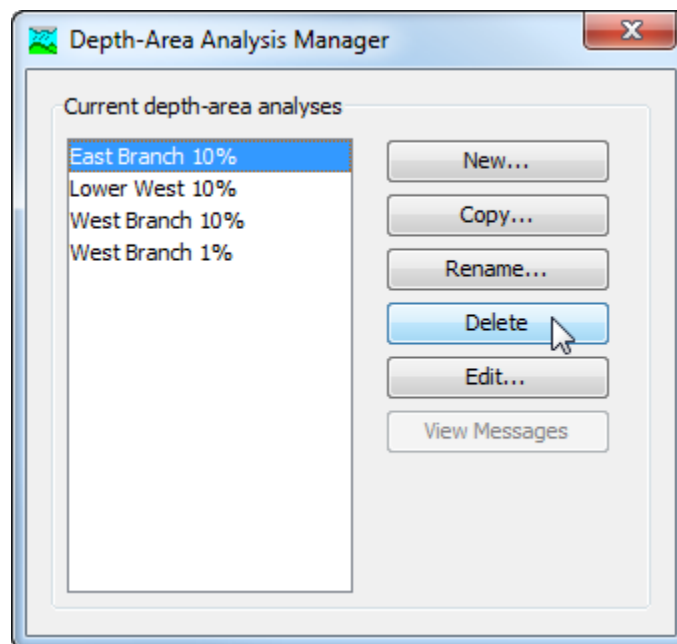 Depth-Area Analysis Manager
Current depth-area analyses
East Branch 10%
Lower West 10%
West Branch 10%
West Branch 1%
New...
Copy...
Rename...
Delete
Edit...
View Messages